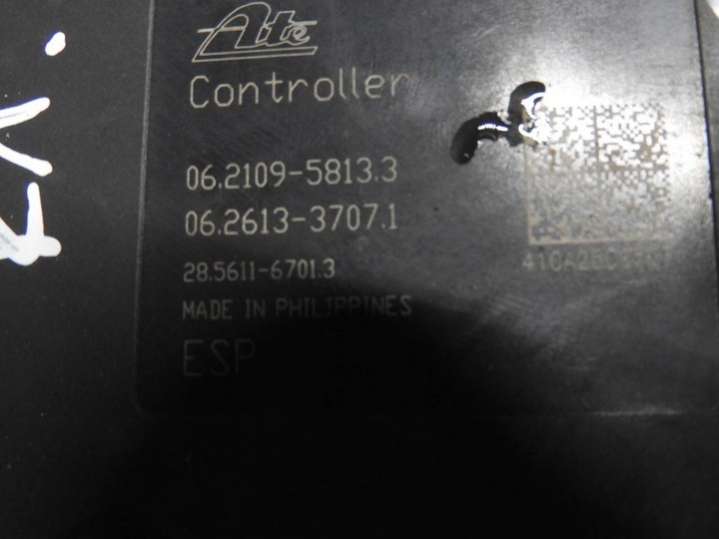 Ate
Controller
06.2109-5813.3
06.2613-3707.1
28.5611-6701.3
MADE IN PHILIPPINES
ESP